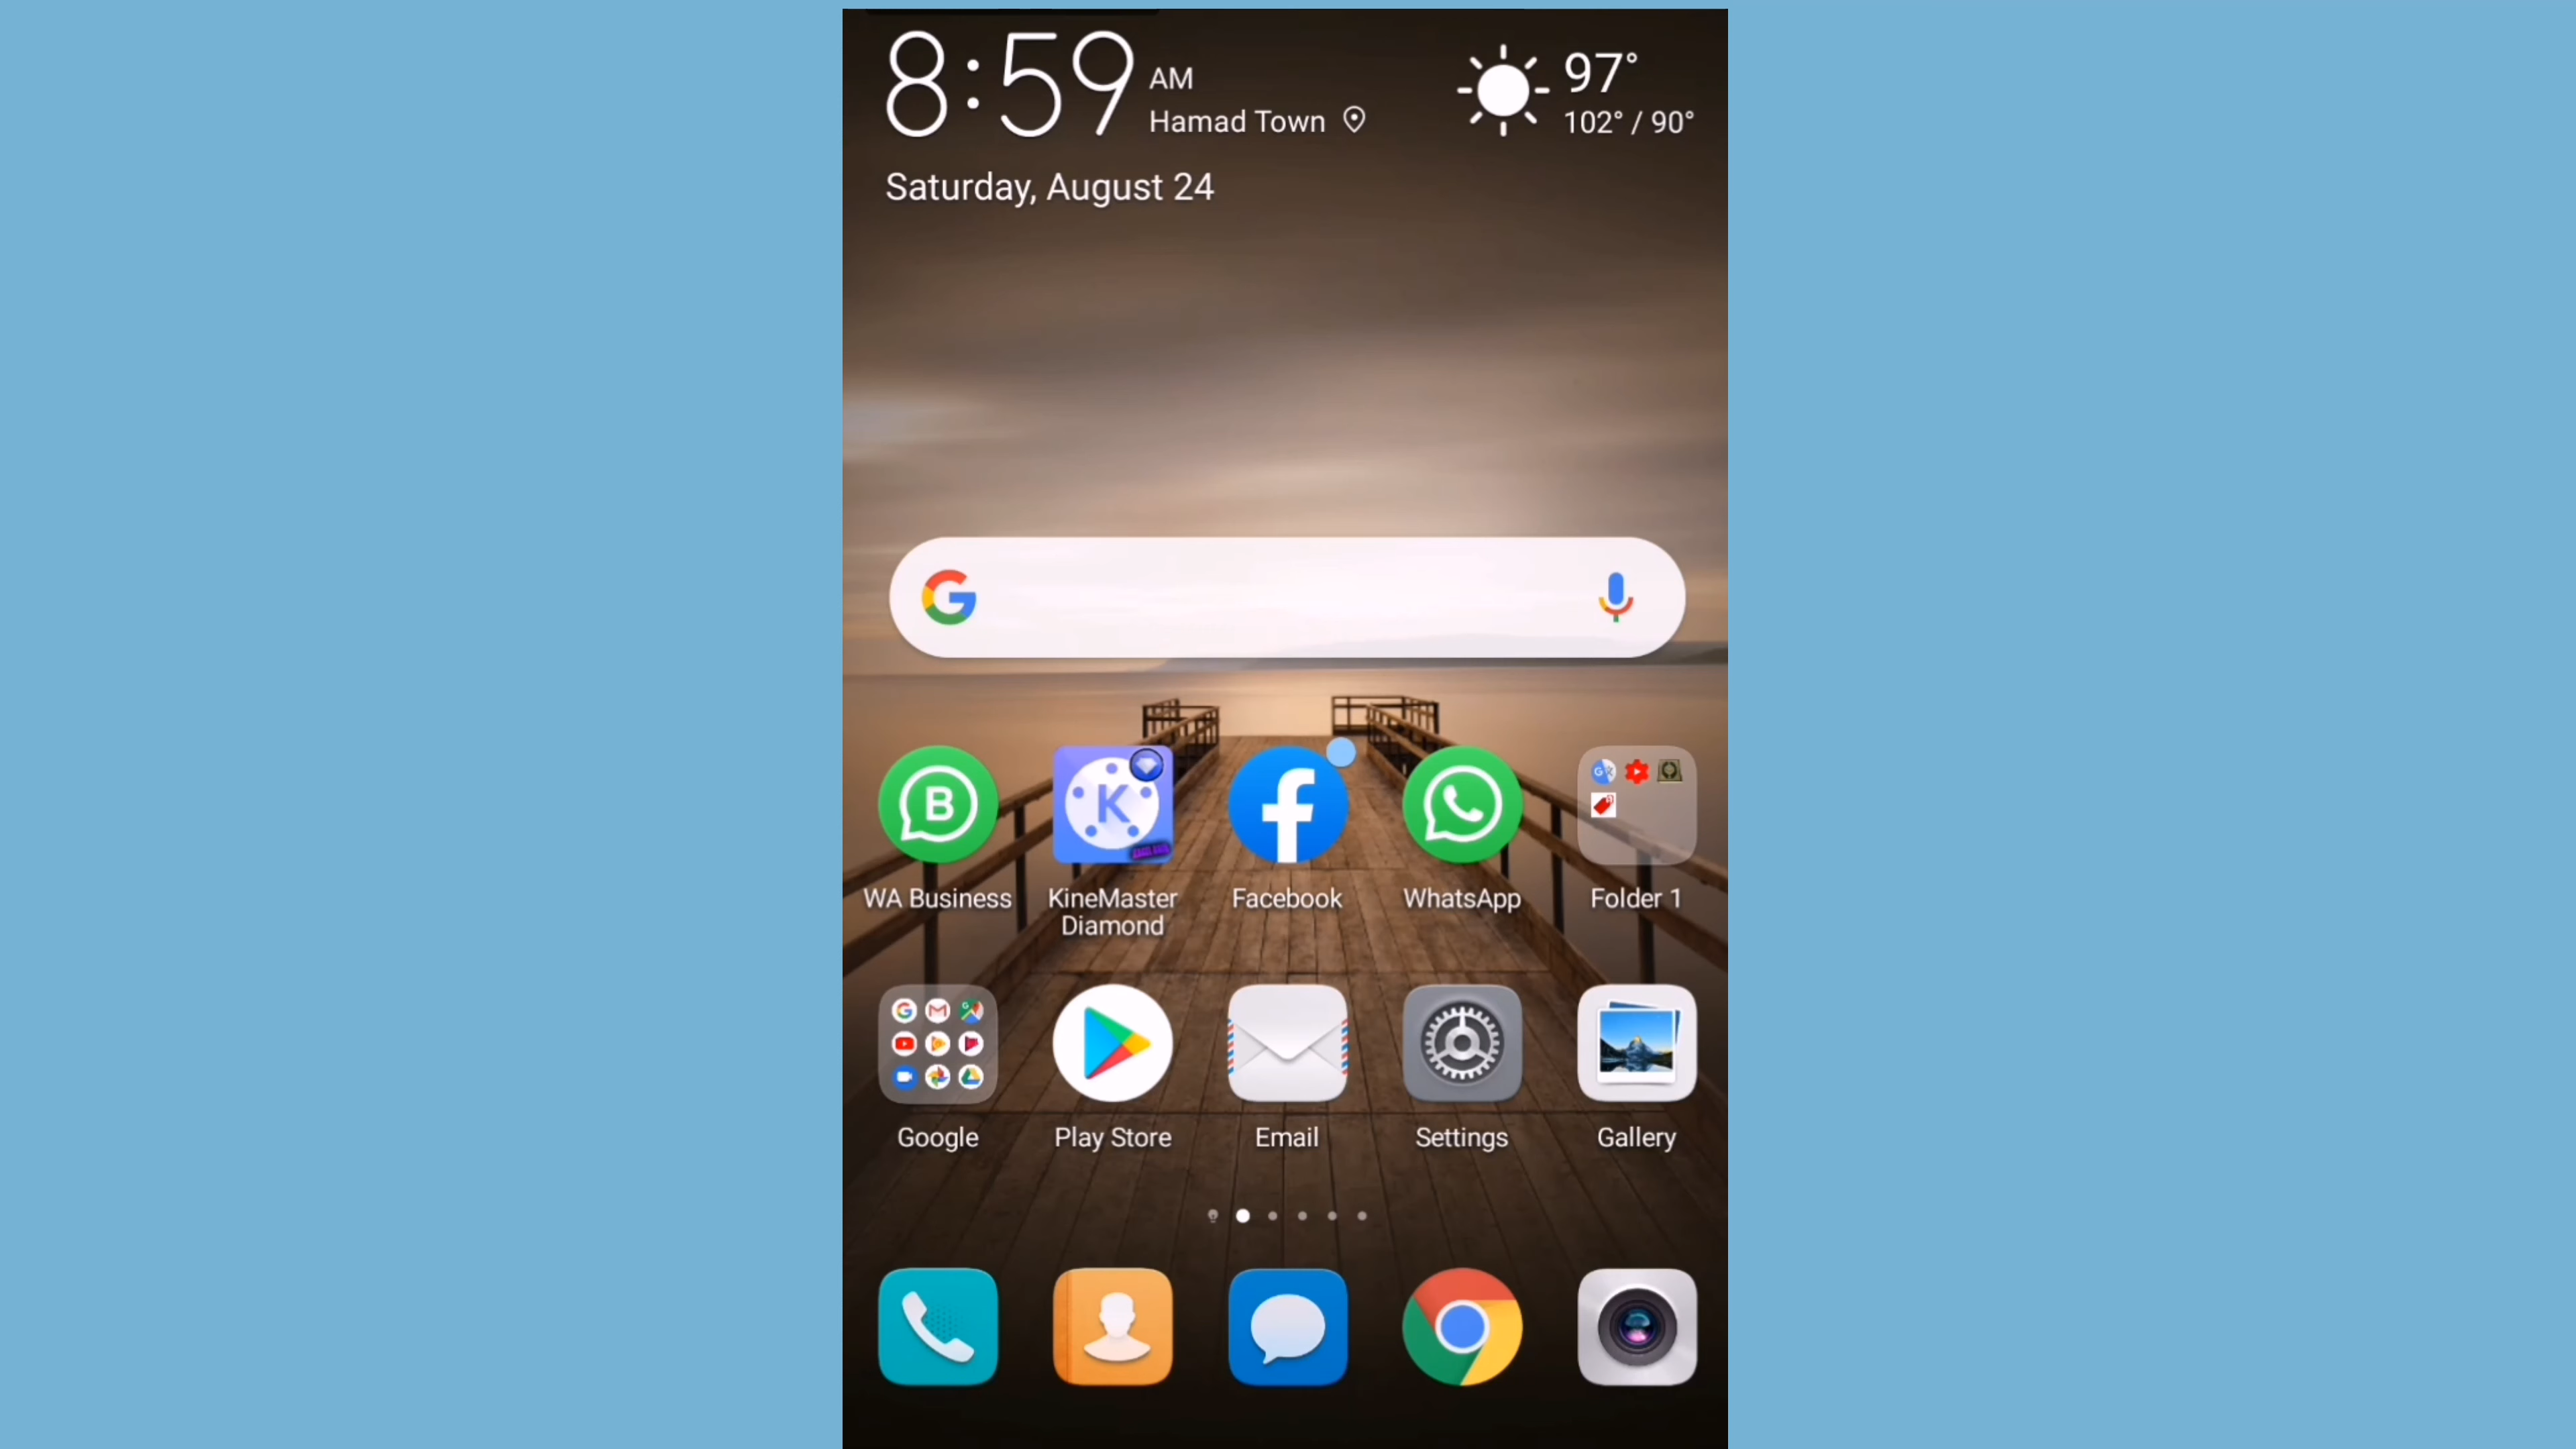 8:59 AM
Hamad Town
97°
102° / 90°
Saturday, August 24
WA Business
KineMaster
Diamond
Facebook
WhatsApp
Folder 1
Google
Play Store
Email
Settings
Gallery